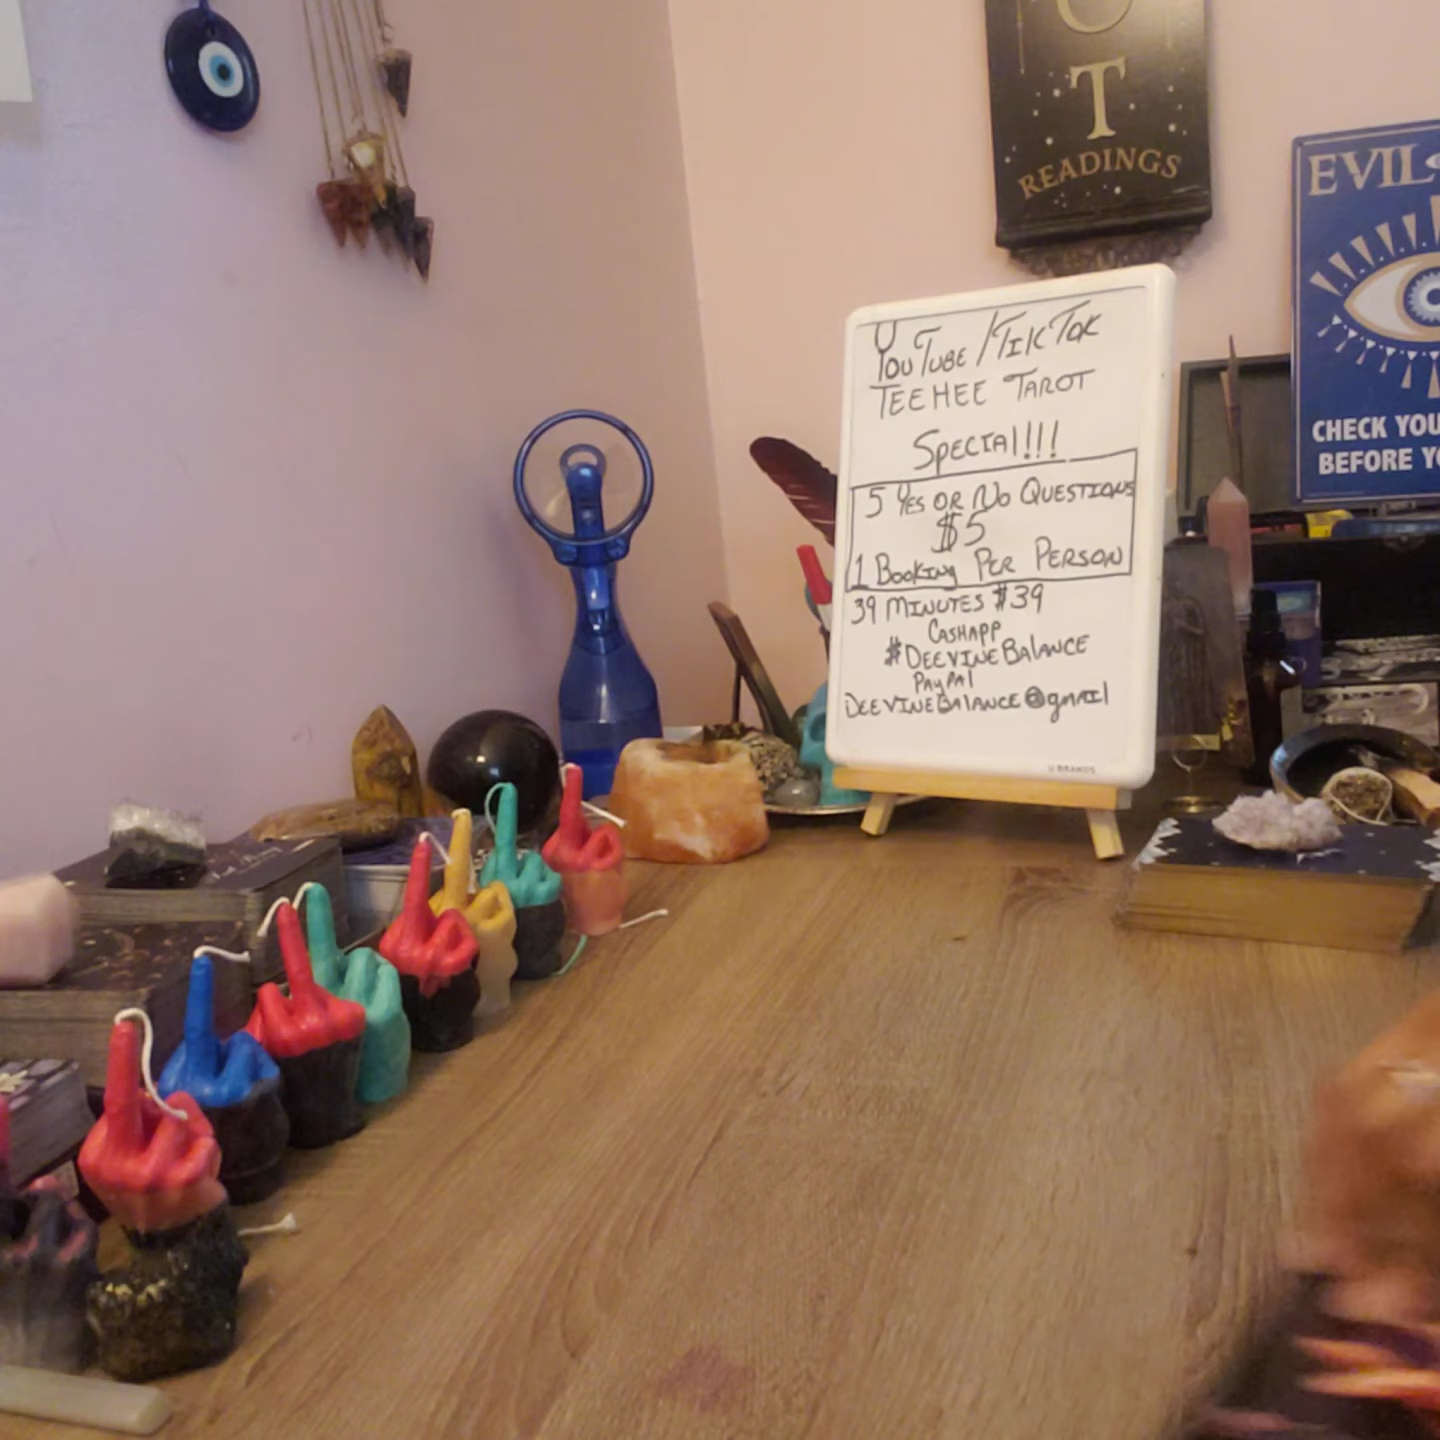 T
READINGS
EVIL
CHECK YOU
BEFORE YO
YOUTUBE / TIKTOK
TEEHEE TAROT
SPECIAL!!!
5 YES OR NO QUESTIONS
$5
1 BOOKING PER PERSON
39 MINUTES $39
CASHAPP
#DEEVINEBALANCE
PAYPAL
DEEVINEBALANCE@gmail
U BRANDS